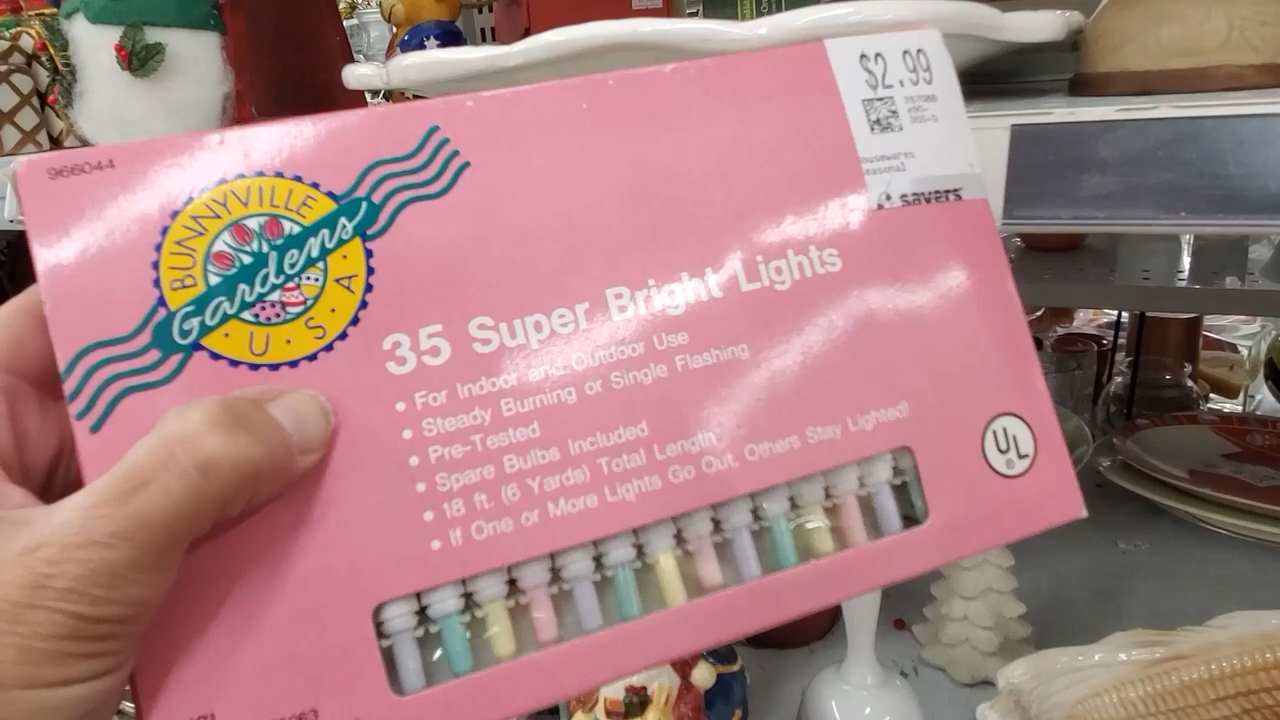 $2.99
966044
BUNNYVILLE
Gardens
U.S.A.
35 Super Bright Lights
• For Indoor and Outdoor Use
• Steady Burning or Single Flashing
• Pre-Tested
• Spare Bulbs Included
• 18 ft. (6 Yards) Total Length
• If One or More Lights Go Out, Others Stay Lighted!
UL
savers